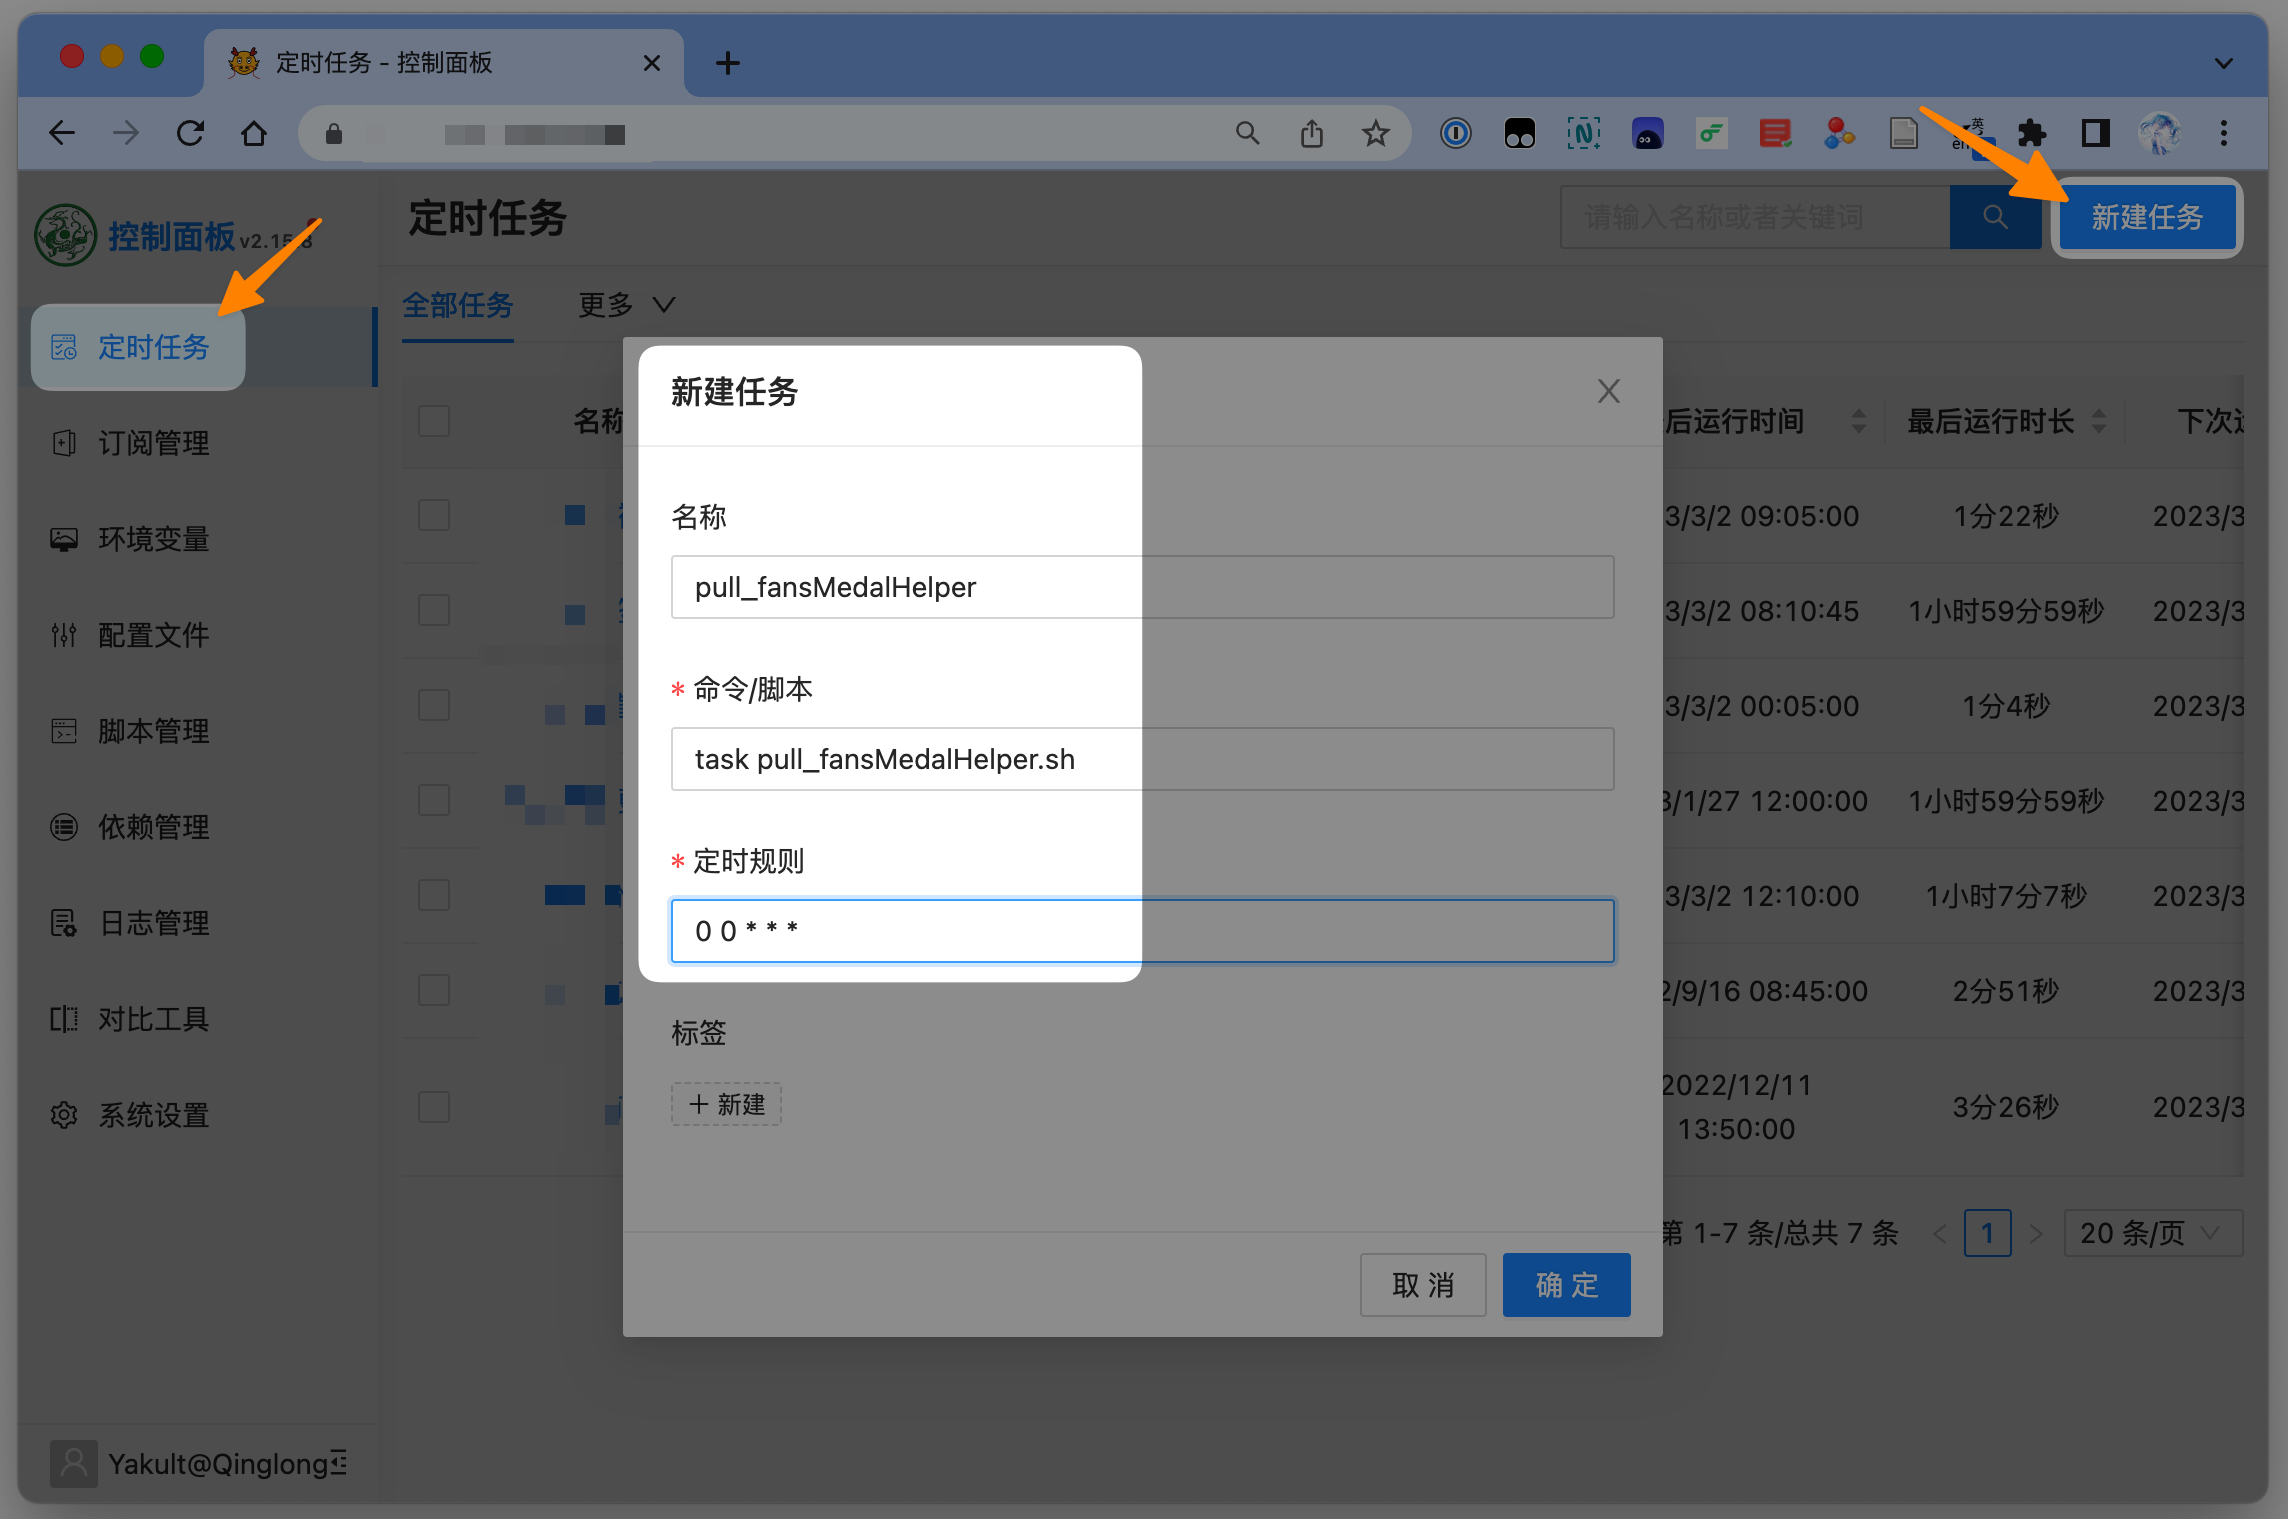 定时任务 - 控制面板
控制面板
定时任务
请输入名称或者关键词
新建任务
全部任务 更多
定时任务
订阅管理
环境变量
配置文件
脚本管理
依赖管理
日志管理
对比工具
系统设置
Yakult@Qinglong
名称 后运行时间 最后运行时长 下次
3/3/2 09:05:00 1分22秒 2023/3
3/3/2 08:10:45 1小时59分59秒 2023/3
3/3/2 00:05:00 1分4秒 2023/3
3/1/27 12:00:00 1小时59分59秒 2023/3
3/3/2 12:10:00 1小时7分7秒 2023/3
2/9/16 08:45:00 2分51秒 2023/3
2022/12/11
13:50:00 3分26秒 2023/3
第 1-7 条/总共 7 条 < 1 > 20 条/页
新建任务
名称
pull_fansMedalHelper
* 命令/脚本
task pull_fansMedalHelper.sh
* 定时规则
0 0 * * *
标签
+ 新建
取 消
确 定